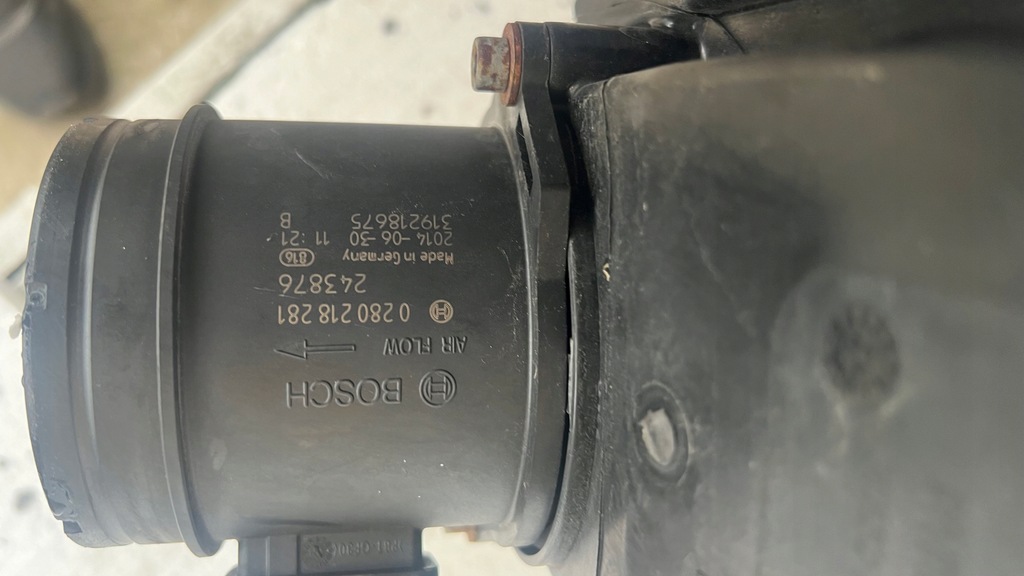 BOSCH
AIR FLOW
0 280 218 281
243876
Made in Germany 816
2014-06-30 11:21
319218675
B